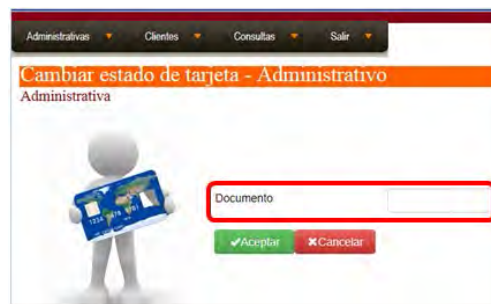 Administrativas Clientes Consultas Salir
Cambiar estado de tarjeta - Administrativo
Administrativa
Documento
Aceptar Cancelar